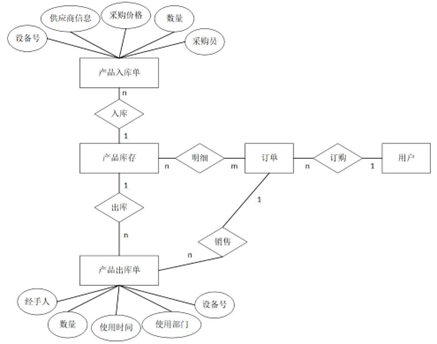 供应商信息
采购价格
数量
设备号
采购员
产品入库单
n
入库
1
产品库存
n
明细
m
订单
n
订购
1
用户
1
出库
n
1
销售
n
产品出库单
经手人
设备号
数量
使用时间
使用部门